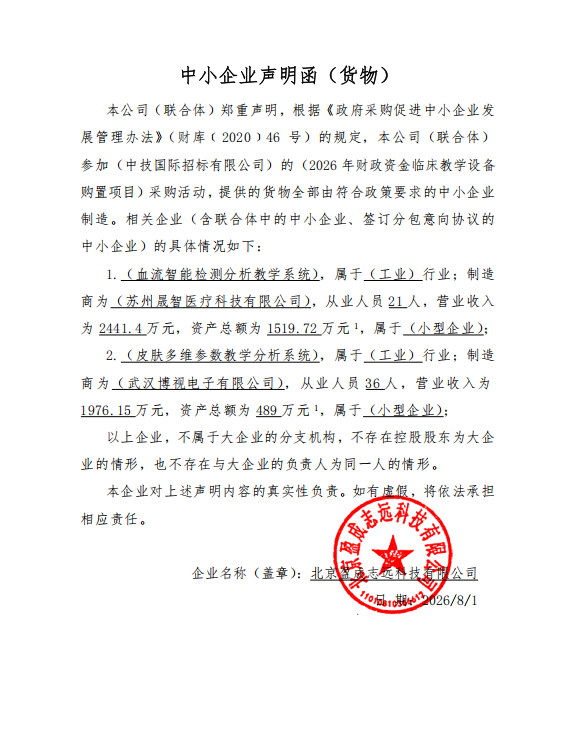 中小企业声明函（货物）
本公司（联合体）郑重声明，根据《政府采购促进中小企业发
展管理办法》（财库﹝2020﹞46 号）的规定，本公司（联合体）
参加（中技国际招标有限公司）的（2026 年财政资金临床教学设备
购置项目）采购活动，提供的货物全部由符合政策要求的中小企业
制造。相关企业（含联合体中的中小企业、签订分包意向协议的
中小企业）的具体情况如下：
1.（血流智能检测分析教学系统），属于（工业）行业；制造
商为（苏州晟智医疗科技有限公司），从业人员 21 人，营业收入
为 2441.4 万元，资产总额为 1519.72 万元¹，属于（小型企业）；
2.（皮肤多维参数教学分析系统），属于（工业）行业；制造
商为（武汉博视电子有限公司），从业人员 36 人，营业收入为
1976.15 万元，资产总额为 489 万元¹，属于（小型企业）；
以上企业，不属于大企业的分支机构，不存在控股股东为大企
业的情形，也不存在与大企业的负责人为同一人的情形。
本企业对上述声明内容的真实性负责。如有虚假，将依法承担
相应责任。
北京盈成志远科技有限公司
企业名称（盖章）：北京盈成志远科技有限公司
日 期：2026/8/1